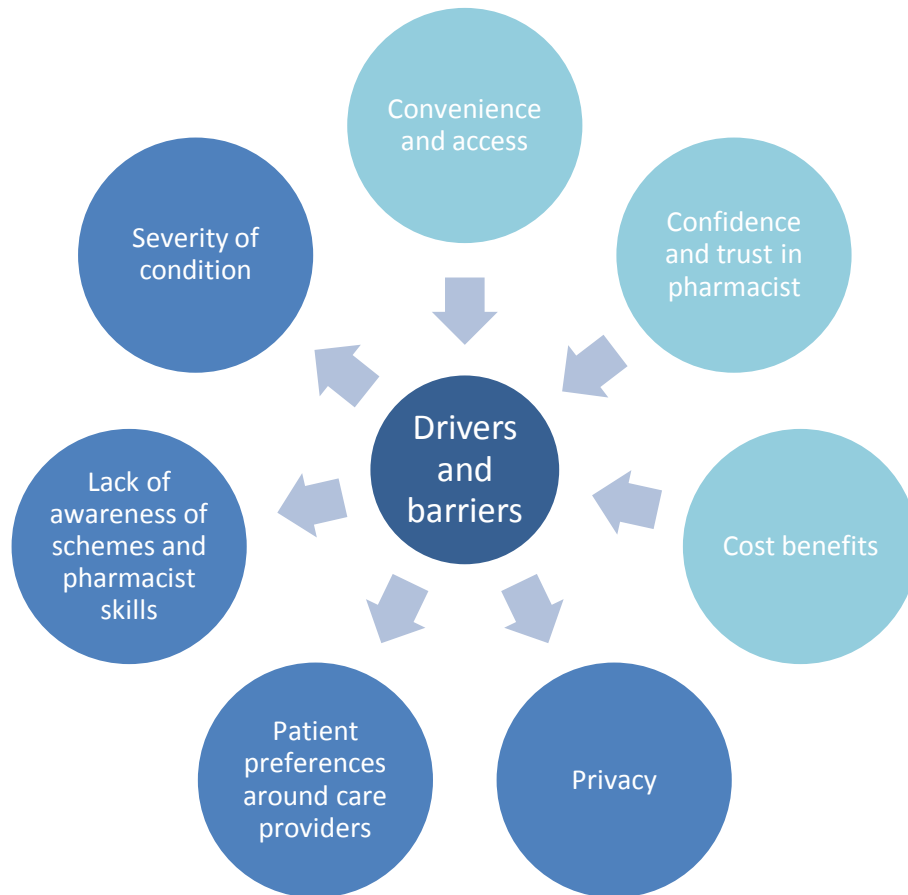 Convenience
and access
Confidence
and trust in
pharmacist
Cost benefits
Privacy
Patient
preferences
around care
providers
Lack of
awareness of
schemes and
pharmacist
skills
Severity of
condition
Drivers
and
barriers